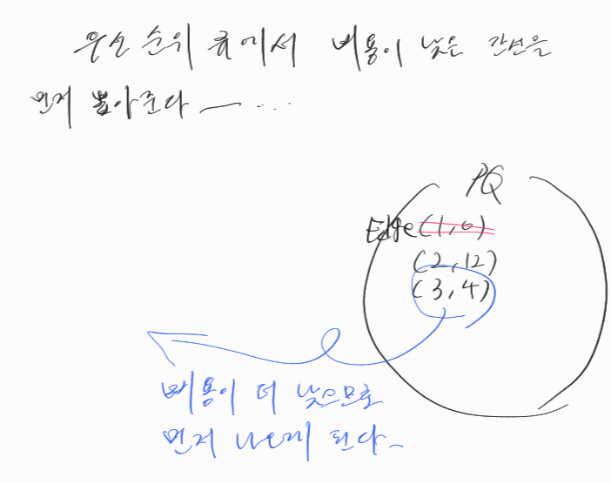 우선 순위 큐에서 비용이 낮은 간선을
먼저 뽑아준다 ― ...
PQ
Edge (1,0)
(2,12)
(3,4)
비용이 더 낮으므로
먼저 나오게 된다~